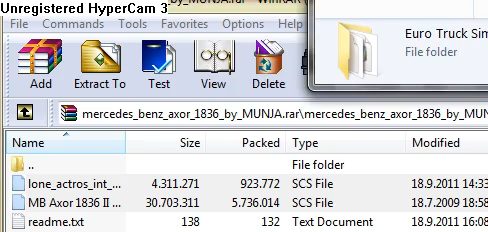 Unregistered HyperCam 3
File Commands Tools Favorites Options Help
Add Extract To Test View Delete
Euro Truck Sim
File folder
mercedes_benz_axor_1836_by_MUNJA.rar\mercedes_benz_axor_1836_by_MUN
Name Size Packed Type Modified
.. File folder
lone_actros_int_... 4.311.271 923.772 SCS File 18.9.2011 14:33
MB Axor 1836 II ... 30.703.311 5.736.014 SCS File 18.7.2009 18:58
readme.txt 138 132 Text Document 18.9.2011 16:08